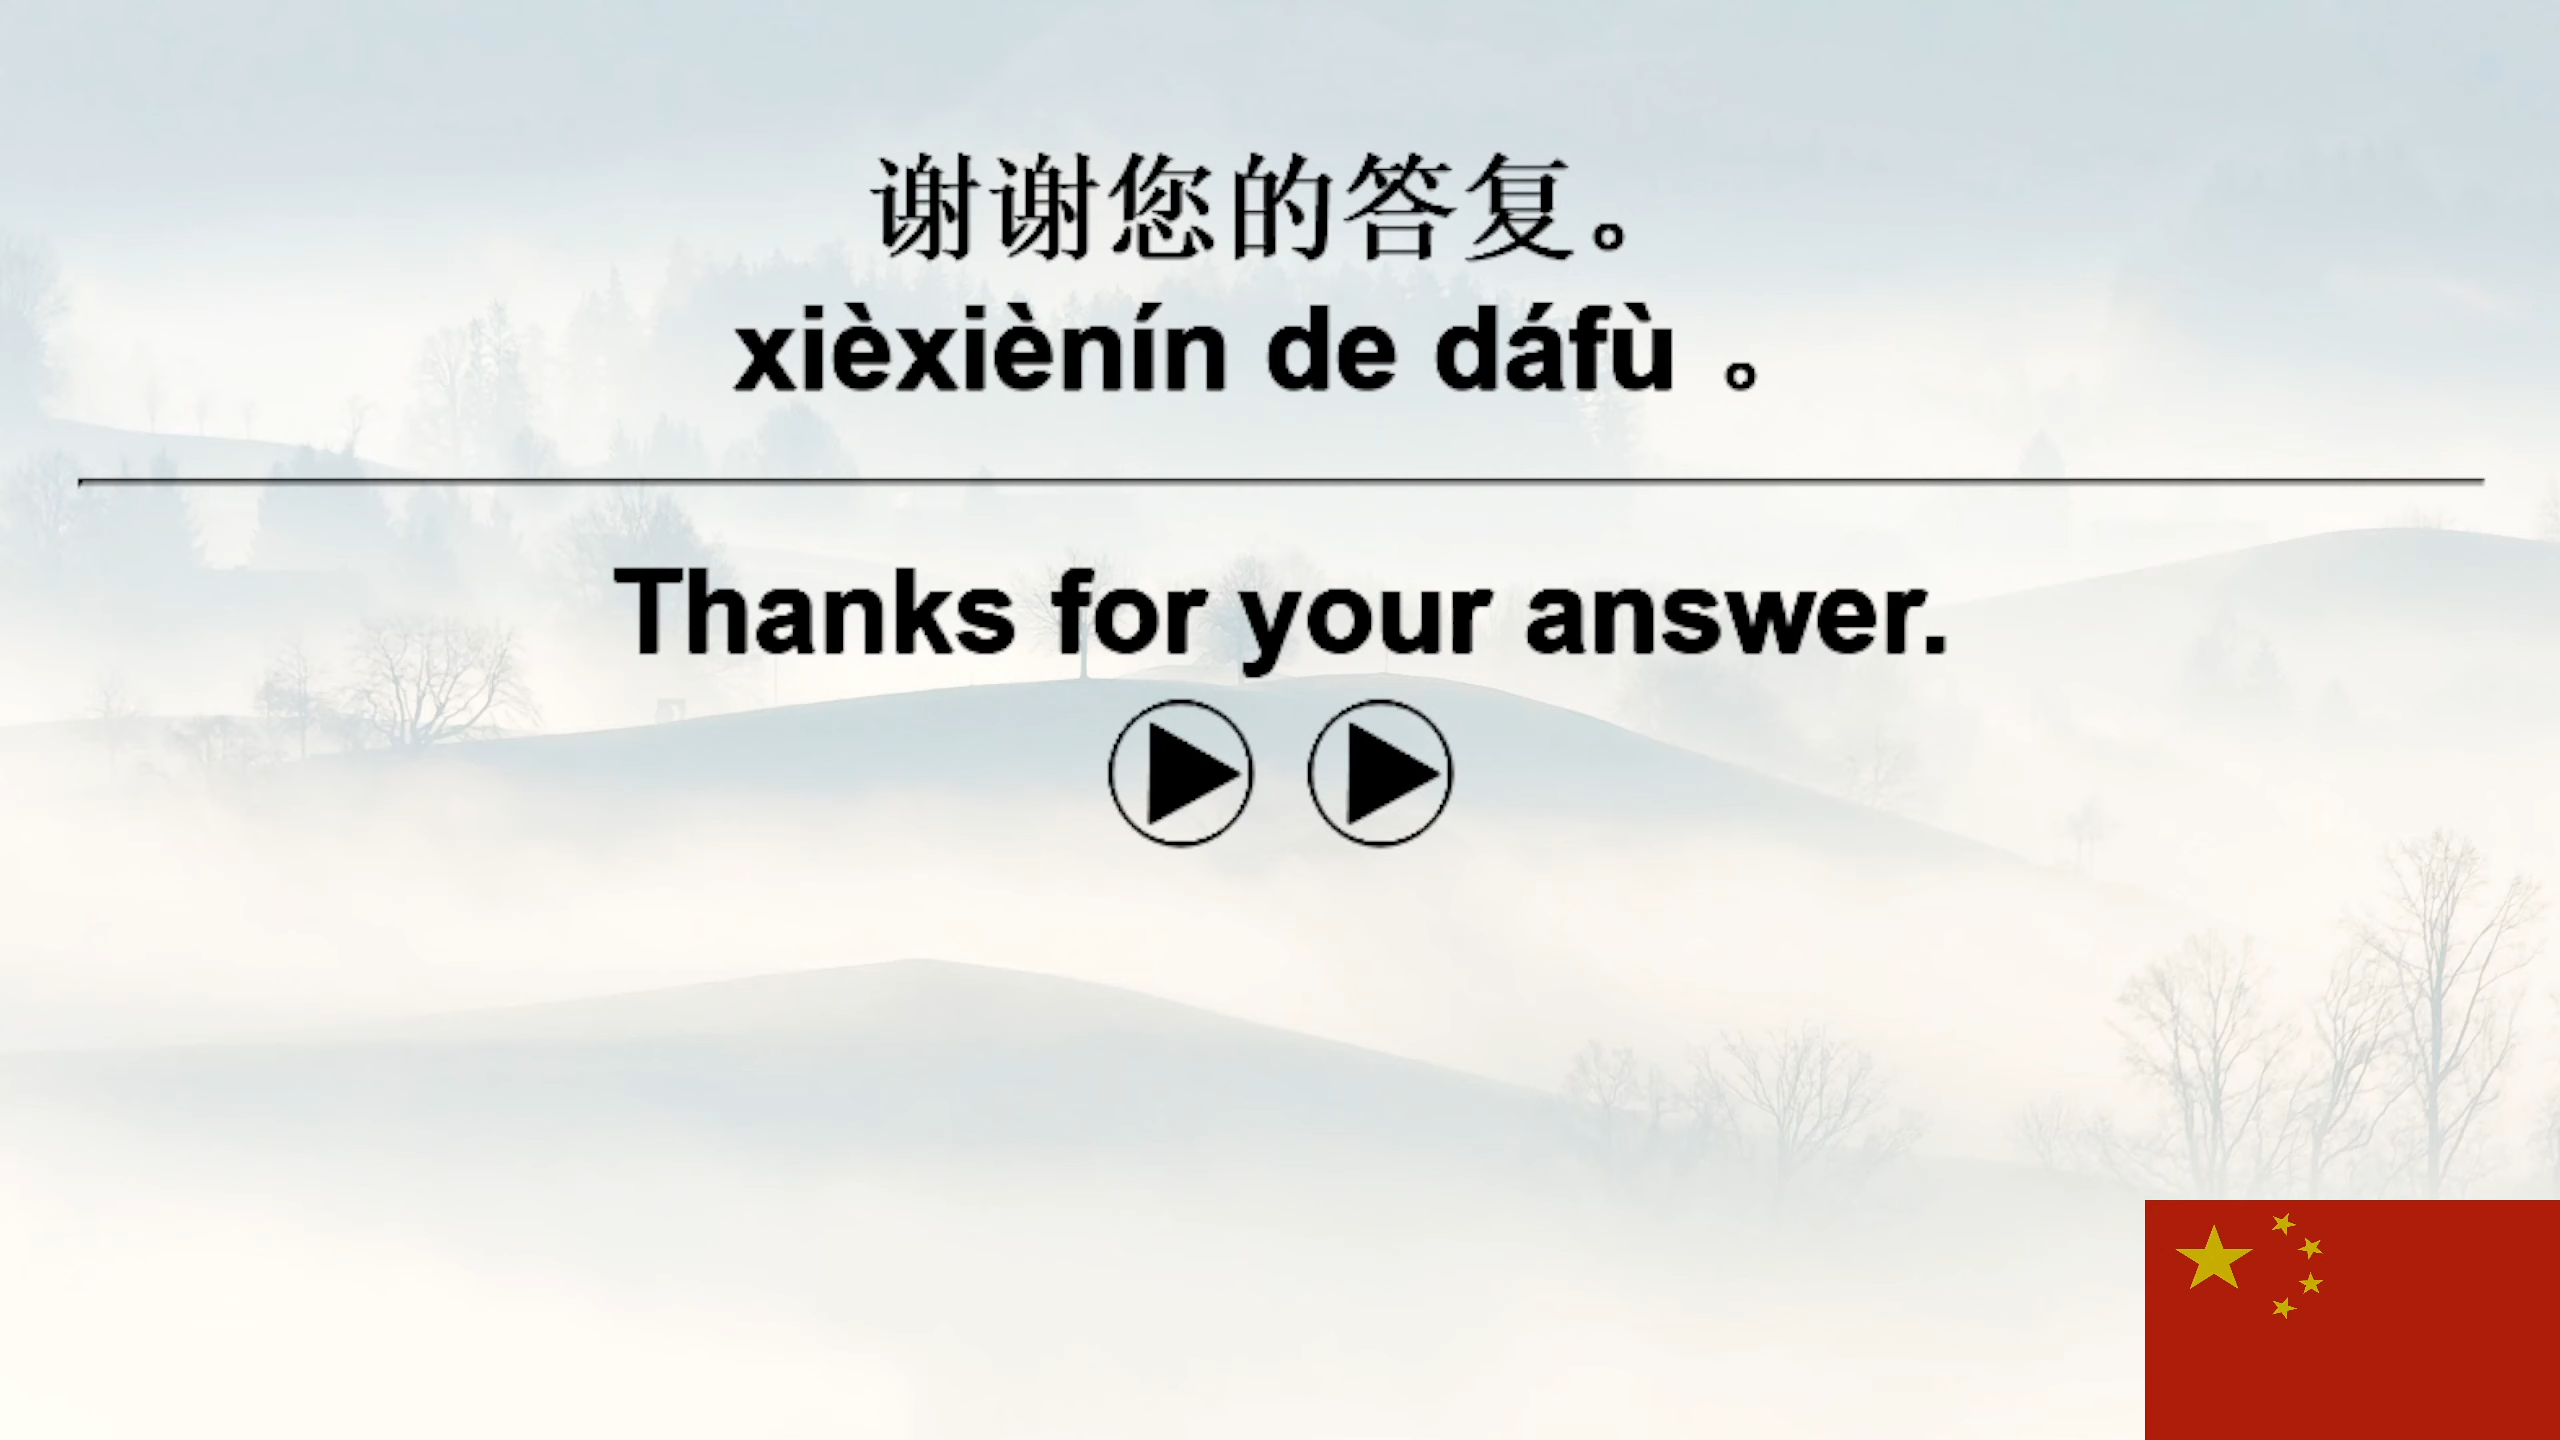 谢谢您的答复。
xièxiènín de dáfù 。
Thanks for your answer.